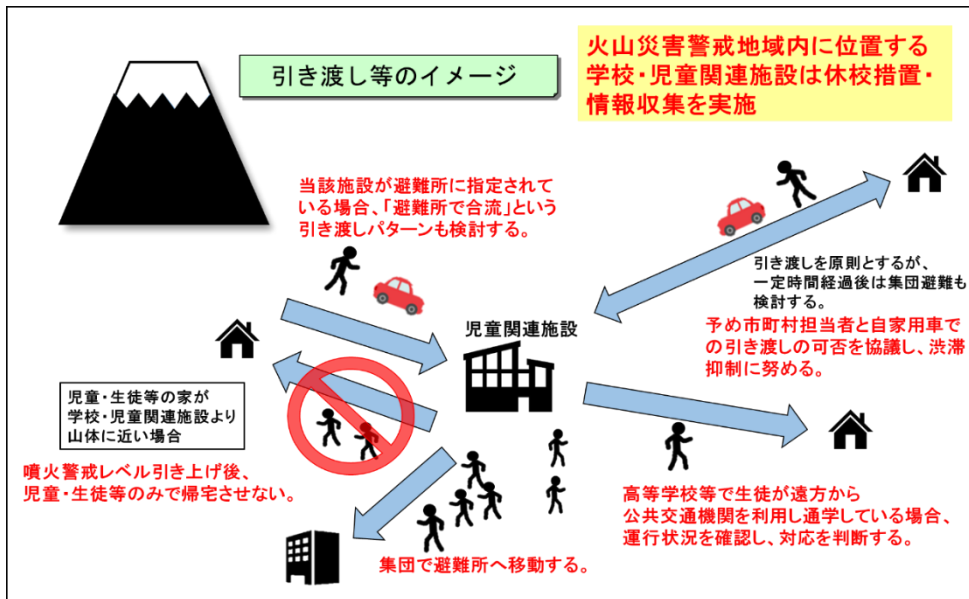 引き渡し等のイメージ
火山災害警戒地域内に位置する
学校・児童関連施設は休校措置・
情報収集を実施
当該施設が避難所に指定されて
いる場合、「避難所で合流」という
引き渡しパターンも検討する。
引き渡しを原則とするが、
一定時間経過後は集団避難も
検討する。
予め市町村担当者と自家用車で
の引き渡しの可否を協議し、渋滞
抑制に努める。
児童関連施設
児童・生徒等の家が
学校・児童関連施設より
山体に近い場合
噴火警戒レベル引き上げ後、
児童・生徒等のみで帰宅させない。
高等学校等で生徒が遠方から
公共交通機関を利用し通学している場合、
運行状況を確認し、対応を判断する。
集団で避難所へ移動する。